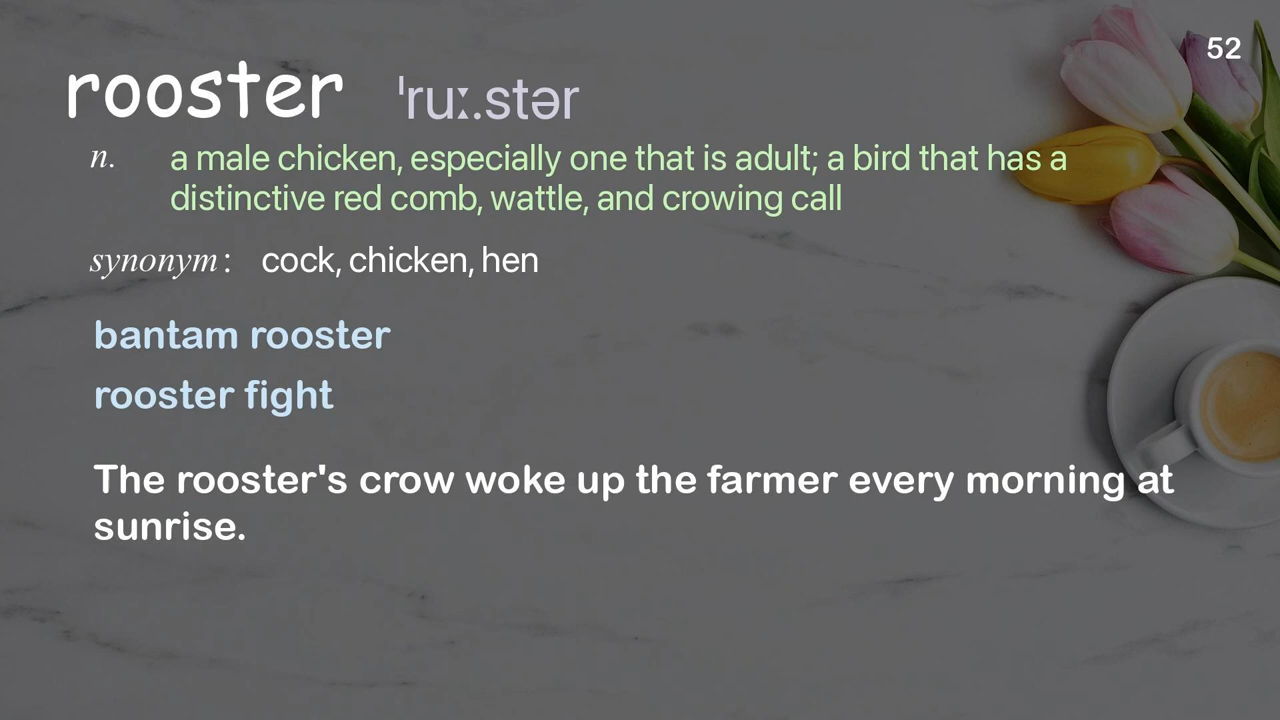 52
rooster ˈruː.stər
n. a male chicken, especially one that is adult; a bird that has a
distinctive red comb, wattle, and crowing call
synonym: cock, chicken, hen
bantam rooster
rooster fight
The rooster's crow woke up the farmer every morning at
sunrise.